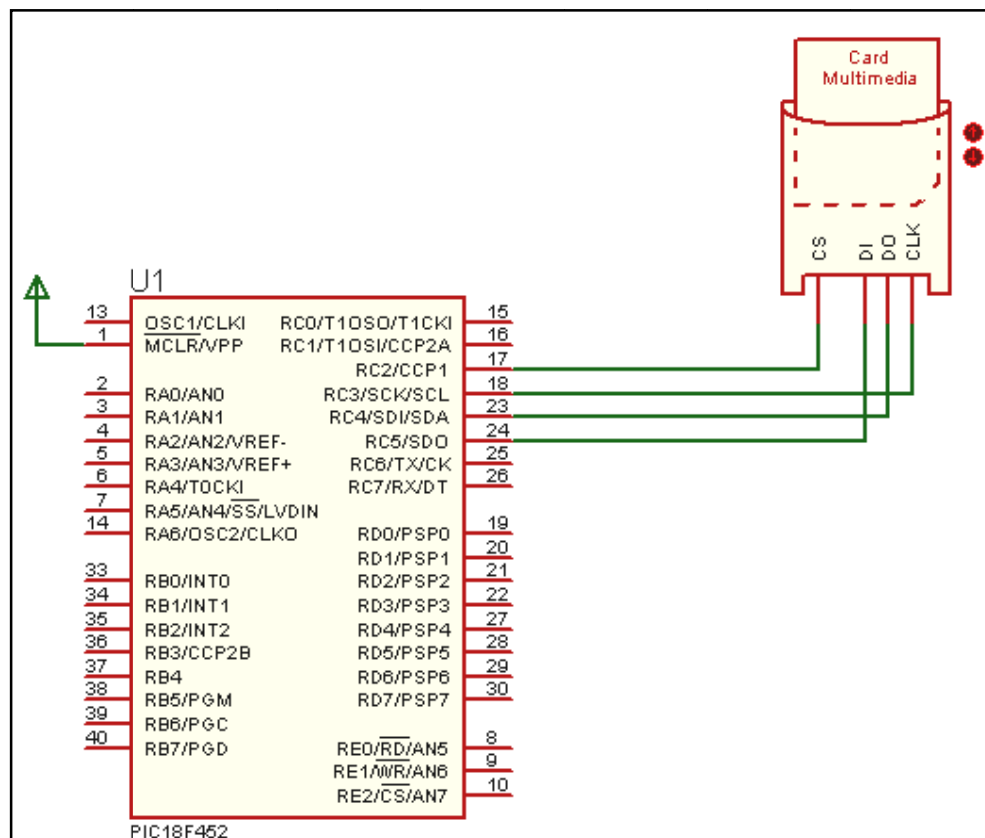 Card
Multimedia
CS
DI
DO
CLK
U1
13 OSC1/CLKI
1 MCLR/VPP
2 RA0/AN0
3 RA1/AN1
4 RA2/AN2/VREF-
5 RA3/AN3/VREF+
6 RA4/T0CKI
7 RA5/AN4/SS/LVDIN
14 RA6/OSC2/CLKO
33 RB0/INT0
34 RB1/INT1
35 RB2/INT2
36 RB3/CCP2B
37 RB4
38 RB5/PGM
39 RB6/PGC
40 RB7/PGD
RC0/T1OSO/T1CKI 15
RC1/T1OSI/CCP2A 16
RC2/CCP1 17
RC3/SCK/SCL 18
RC4/SDI/SDA 23
RC5/SDO 24
RC6/TX/CK 25
RC7/RX/DT 26
RD0/PSP0 19
RD1/PSP1 20
RD2/PSP2 21
RD3/PSP3 22
RD4/PSP4 27
RD5/PSP5 28
RD6/PSP6 29
RD7/PSP7 30
RE0/RD/AN5 8
RE1/WR/AN6 9
RE2/CS/AN7 10
PIC18F452